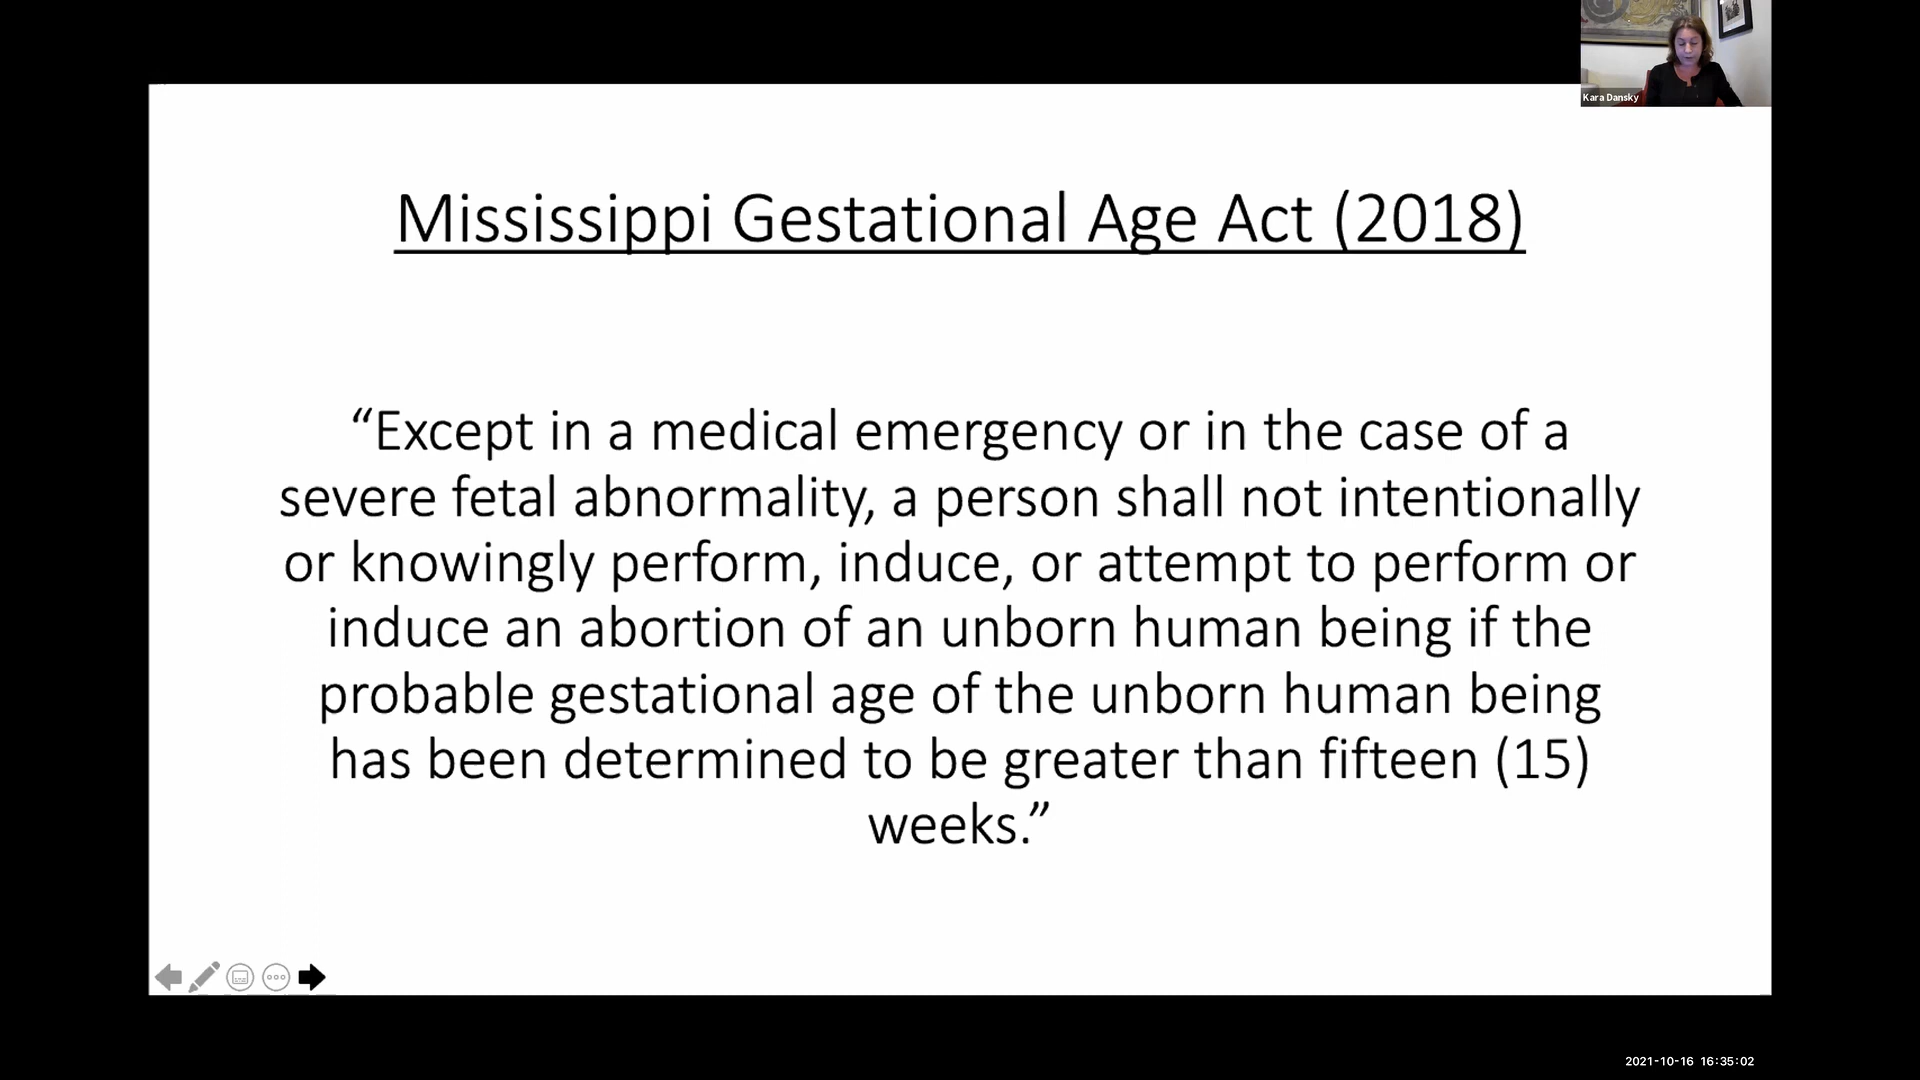 Kara Dansky
Mississippi Gestational Age Act (2018)
“Except in a medical emergency or in the case of a
severe fetal abnormality, a person shall not intentionally
or knowingly perform, induce, or attempt to perform or
induce an abortion of an unborn human being if the
probable gestational age of the unborn human being
has been determined to be greater than fifteen (15)
weeks.”
2021-10-16 16:35:02